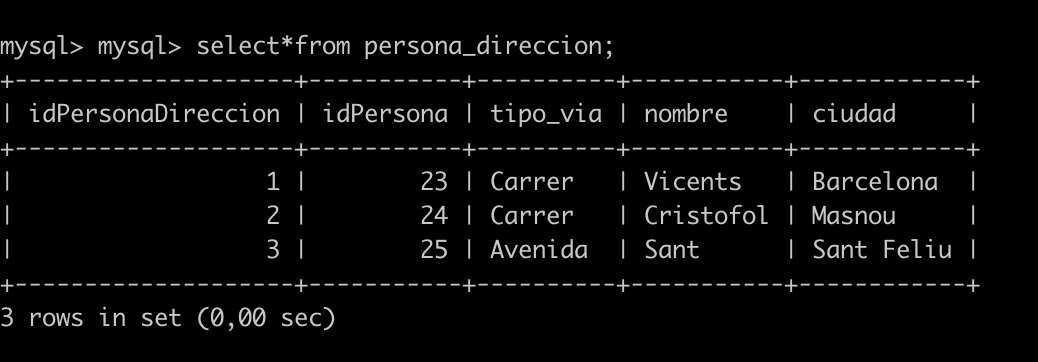 mysql> mysql> select*from persona_direccion;
+--------------------+-----------+----------+-----------+------------+
| idPersonaDireccion | idPersona | tipo_via | nombre    | ciudad     |
+--------------------+-----------+----------+-----------+------------+
|                  1 |        23 | Carrer   | Vicents   | Barcelona  |
|                  2 |        24 | Carrer   | Cristofol | Masnou     |
|                  3 |        25 | Avenida  | Sant      | Sant Feliu |
+--------------------+-----------+----------+-----------+------------+
3 rows in set (0,00 sec)